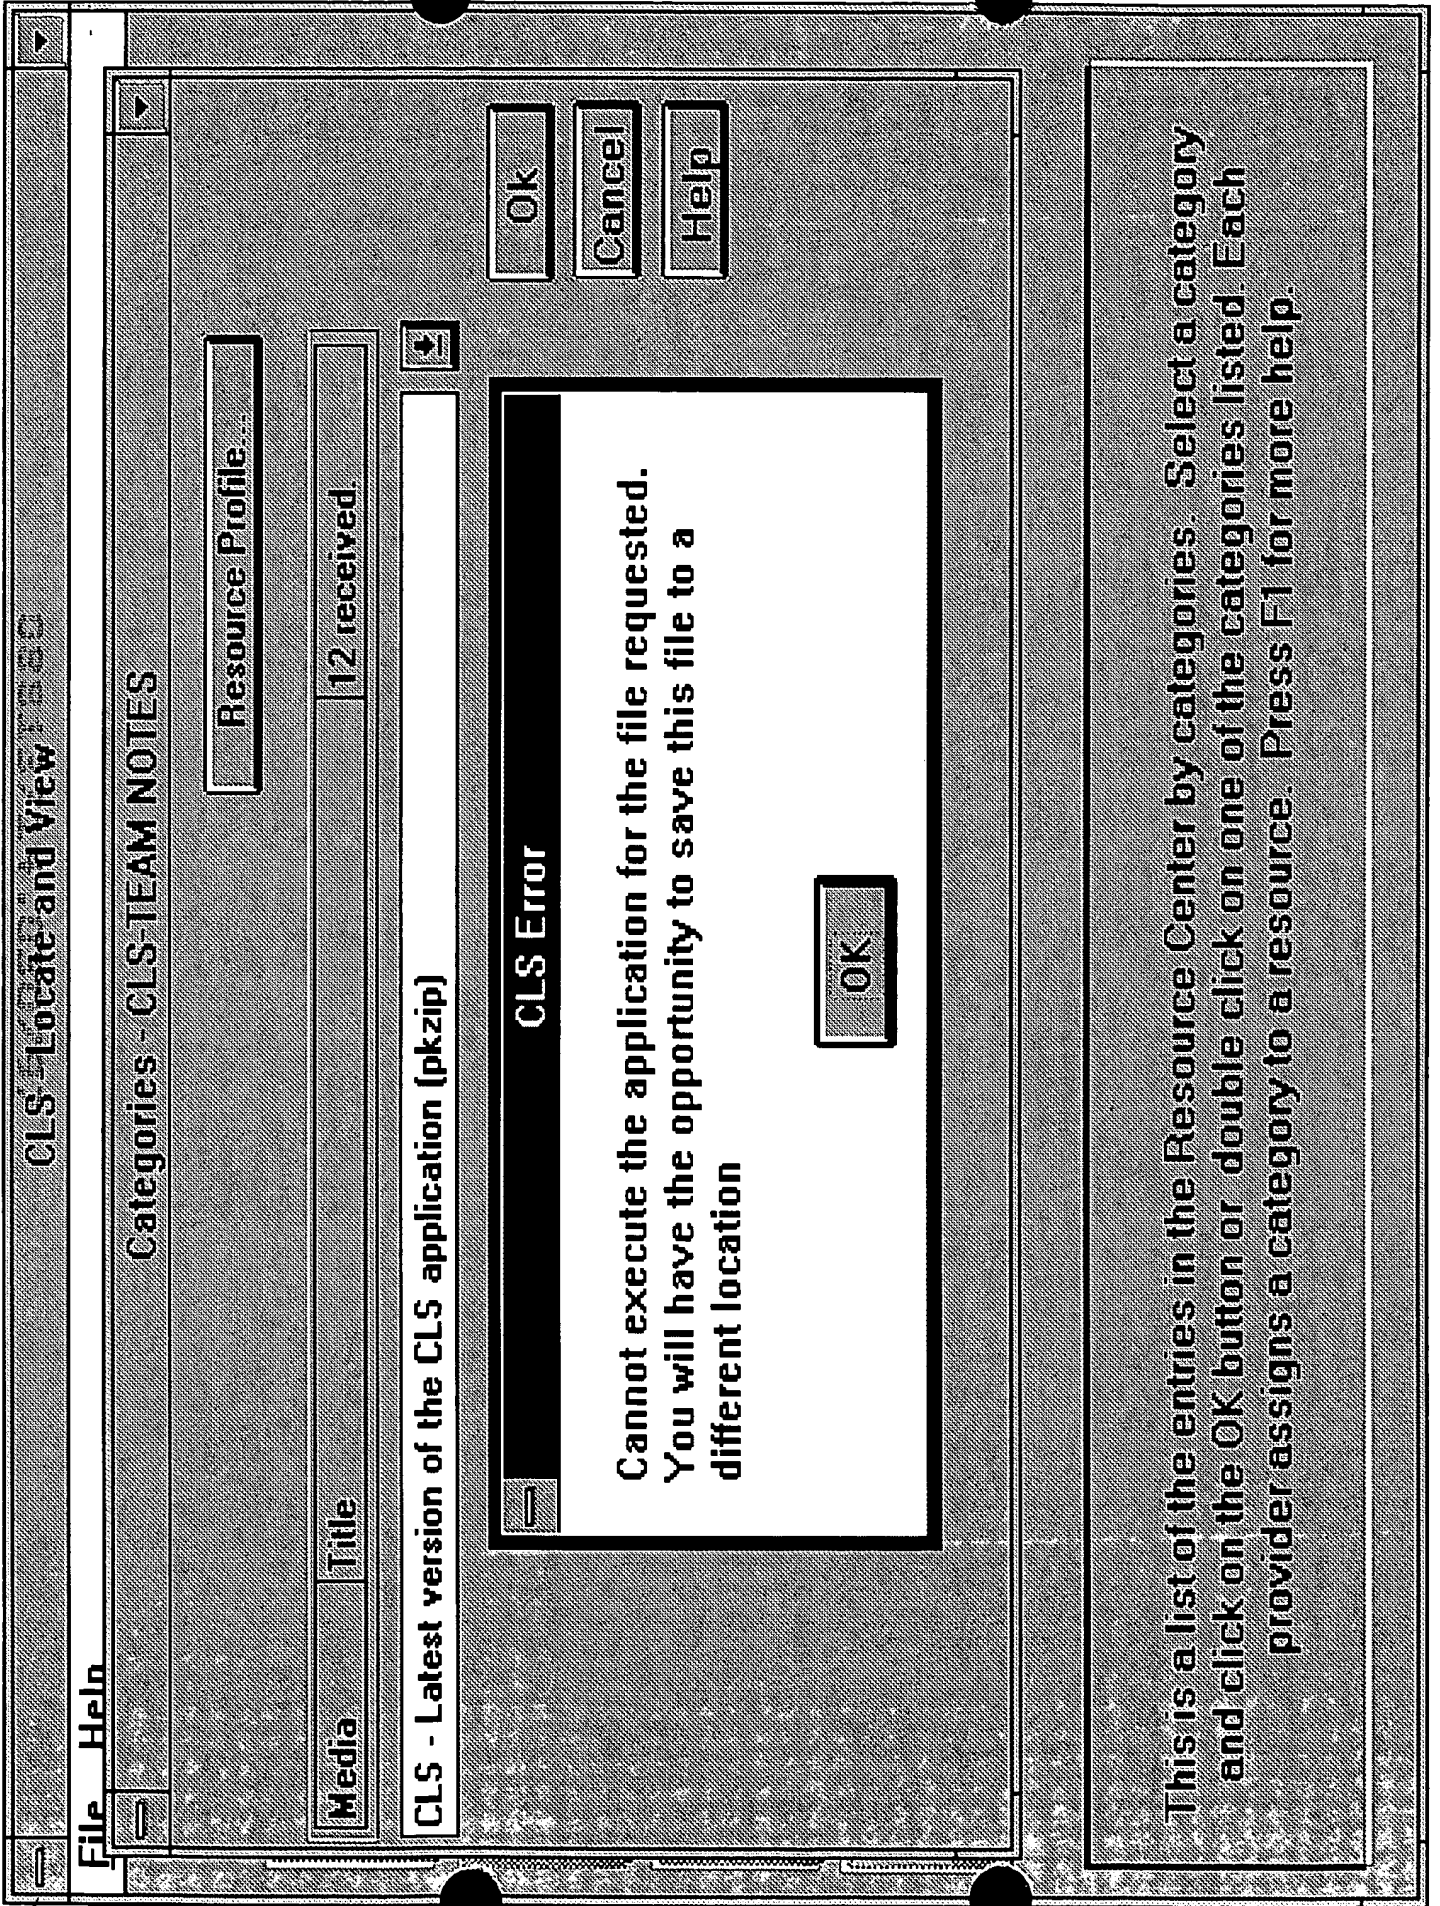 CLS - Locate and View
File Help
Categories - CLS-TEAM NOTES
Resource Profile...
Media Title 12 received.
CLS - Latest version of the CLS application (pkzip)
Ok
Cancel
Help
CLS Error
Cannot execute the application for the file requested.
You will have the opportunity to save this file to a
different location
OK
This is a list of the entries in the Resource Center by categories. Select a category
and click on the OK button or double click on one of the categories listed. Each
provider assigns a category to a resource. Press F1 for more help.